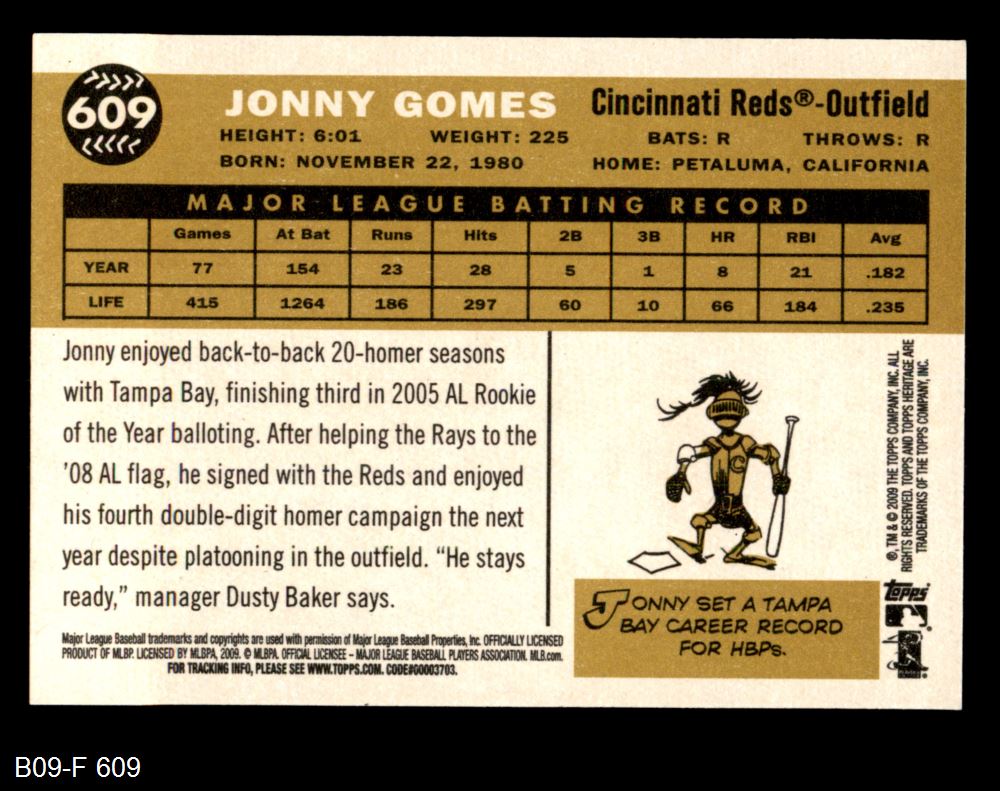 609
JONNY GOMES
Cincinnati Reds®-Outfield
HEIGHT: 6:01 WEIGHT: 225 BATS: R THROWS: R
BORN: NOVEMBER 22, 1980 HOME: PETALUMA, CALIFORNIA
MAJOR LEAGUE BATTING RECORD
Games At Bat Runs Hits 2B 3B HR RBI Avg
YEAR 77 154 23 28 5 1 8 21 .182
LIFE 415 1264 186 297 60 10 66 184 .235
Jonny enjoyed back-to-back 20-homer seasons
with Tampa Bay, finishing third in 2005 AL Rookie
of the Year balloting. After helping the Rays to the
'08 AL flag, he signed with the Reds and enjoyed
his fourth double-digit homer campaign the next
year despite platooning in the outfield. “He stays
ready,” manager Dusty Baker says.
C
JONNY SET A TAMPA
BAY CAREER RECORD
FOR HBPs.
®, TM & © 2009 THE TOPPS COMPANY, INC. ALL
RIGHTS RESERVED. TOPPS AND TOPPS HERITAGE ARE
TRADEMARKS OF THE TOPPS COMPANY, INC.
topps
Major League Baseball trademarks and copyrights are used with permission of Major League Baseball Properties, Inc. OFFICIALLY LICENSED
PRODUCT OF MLBP. LICENSED BY MLBPA, 2009. © MLBPA. OFFICIAL LICENSEE - MAJOR LEAGUE BASEBALL PLAYERS ASSOCIATION. MLB.com.
FOR TRACKING INFO, PLEASE SEE WWW.TOPPS.COM. CODE#G0003703.
B09-F 609